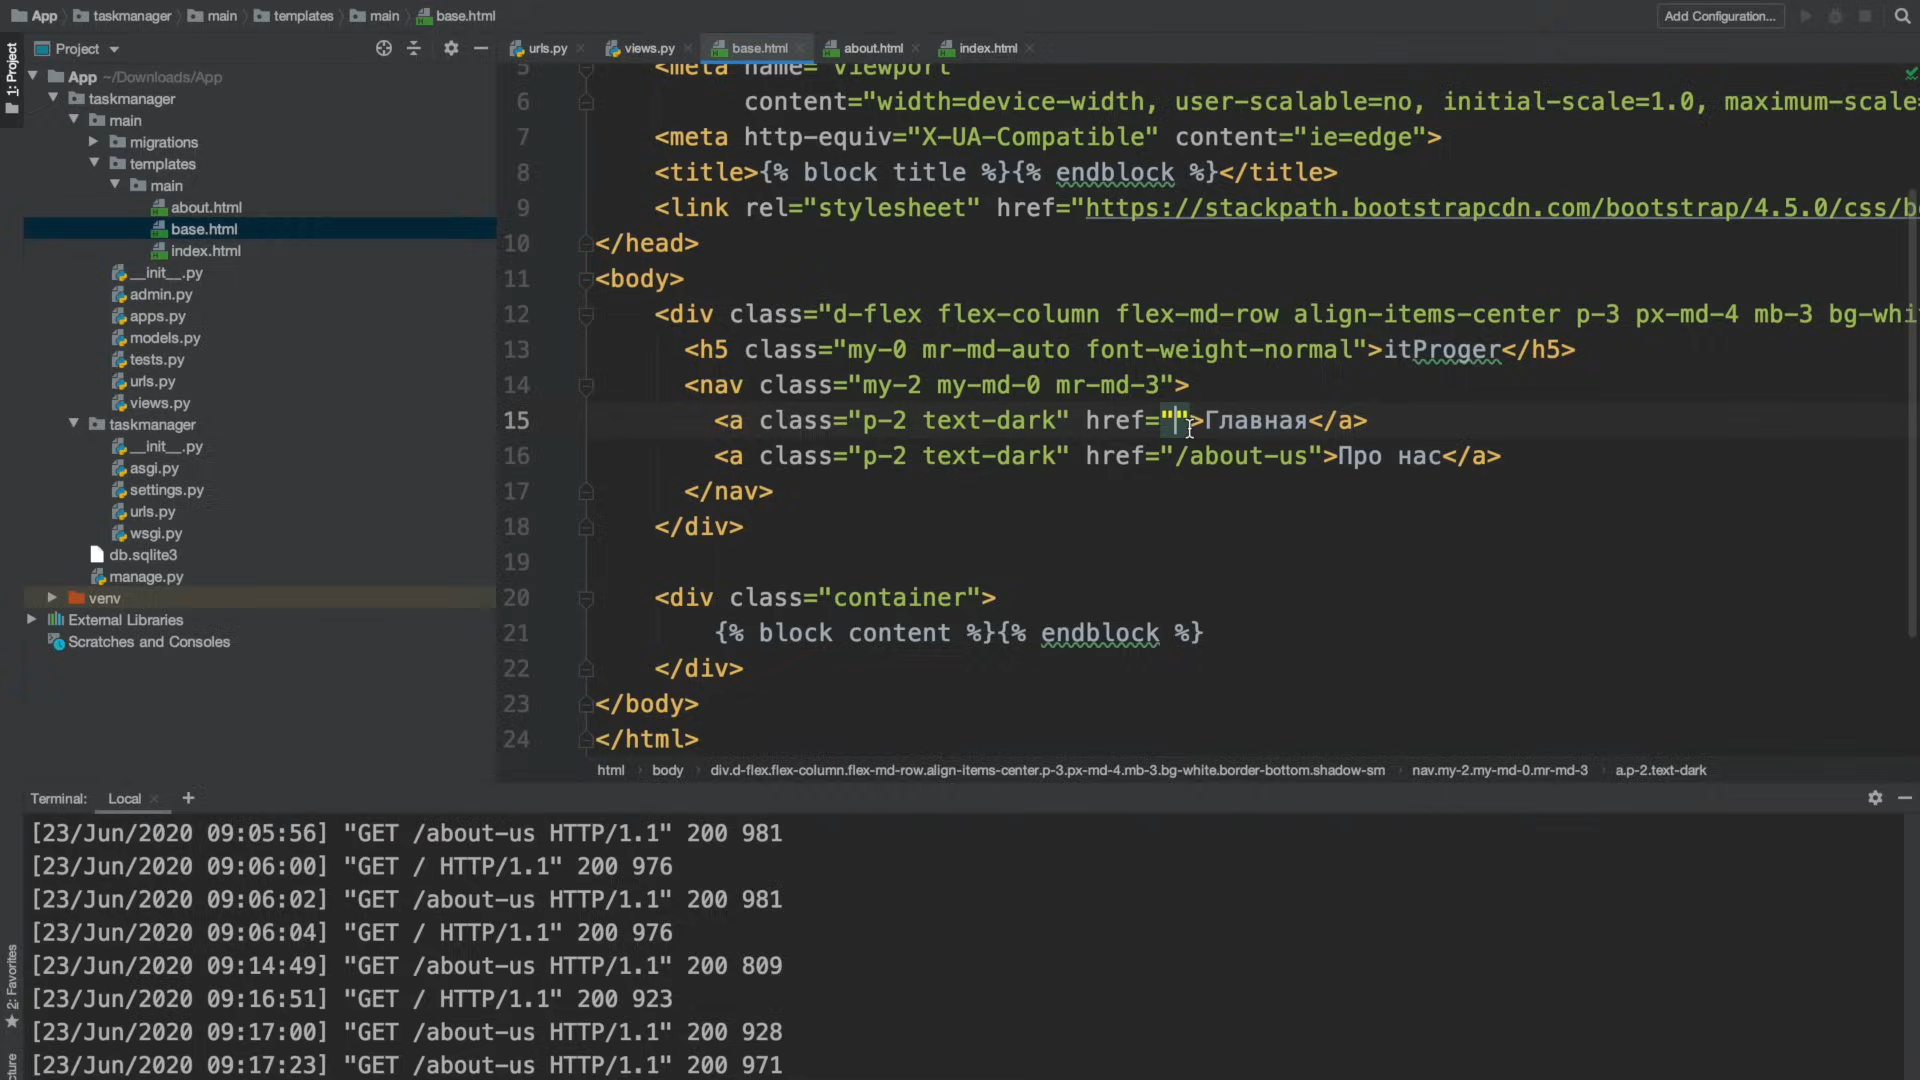 App taskmanager main templates main base.html
Add Configuration...
1: Project
Project
urls.py views.py base.html about.html index.html
App ~/Downloads/App
taskmanager
main
migrations
templates
main
about.html
base.html
index.html
__init__.py
admin.py
apps.py
models.py
tests.py
urls.py
views.py
taskmanager
__init__.py
asgi.py
settings.py
urls.py
wsgi.py
db.sqlite3
manage.py
venv
External Libraries
Scratches and Consoles
5 <meta name="viewport"
6 content="width=device-width, user-scalable=no, initial-scale=1.0, maximum-scale=
7 <meta http-equiv="X-UA-Compatible" content="ie=edge">
8 <title>{% block title %}{% endblock %}</title>
9 <link rel="stylesheet" href="https://stackpath.bootstrapcdn.com/bootstrap/4.5.0/css/b
10 </head>
11 <body>
12 <div class="d-flex flex-column flex-md-row align-items-center p-3 px-md-4 mb-3 bg-whi
13 <h5 class="my-0 mr-md-auto font-weight-normal">itProger</h5>
14 <nav class="my-2 my-md-0 mr-md-3">
15 <a class="p-2 text-dark" href="">Главная</a>
16 <a class="p-2 text-dark" href="/about-us">Про нас</a>
17 </nav>
18 </div>
19
20 <div class="container">
21 {% block content %}{% endblock %}
22 </div>
23 </body>
24 </html>
html body div.d-flex.flex-column.flex-md-row.align-items-center.p-3.px-md-4.mb-3.bg-white.border-bottom.shadow-sm nav.my-2.my-md-0.mr-md-3 a.p-2.text-dark
Terminal: Local +
[23/Jun/2020 09:05:56] "GET /about-us HTTP/1.1" 200 981
[23/Jun/2020 09:06:00] "GET / HTTP/1.1" 200 976
[23/Jun/2020 09:06:02] "GET /about-us HTTP/1.1" 200 981
[23/Jun/2020 09:06:04] "GET / HTTP/1.1" 200 976
[23/Jun/2020 09:14:49] "GET /about-us HTTP/1.1" 200 809
[23/Jun/2020 09:16:51] "GET / HTTP/1.1" 200 923
[23/Jun/2020 09:17:00] "GET /about-us HTTP/1.1" 200 928
[23/Jun/2020 09:17:23] "GET /about-us HTTP/1.1" 200 971
2: Favorites